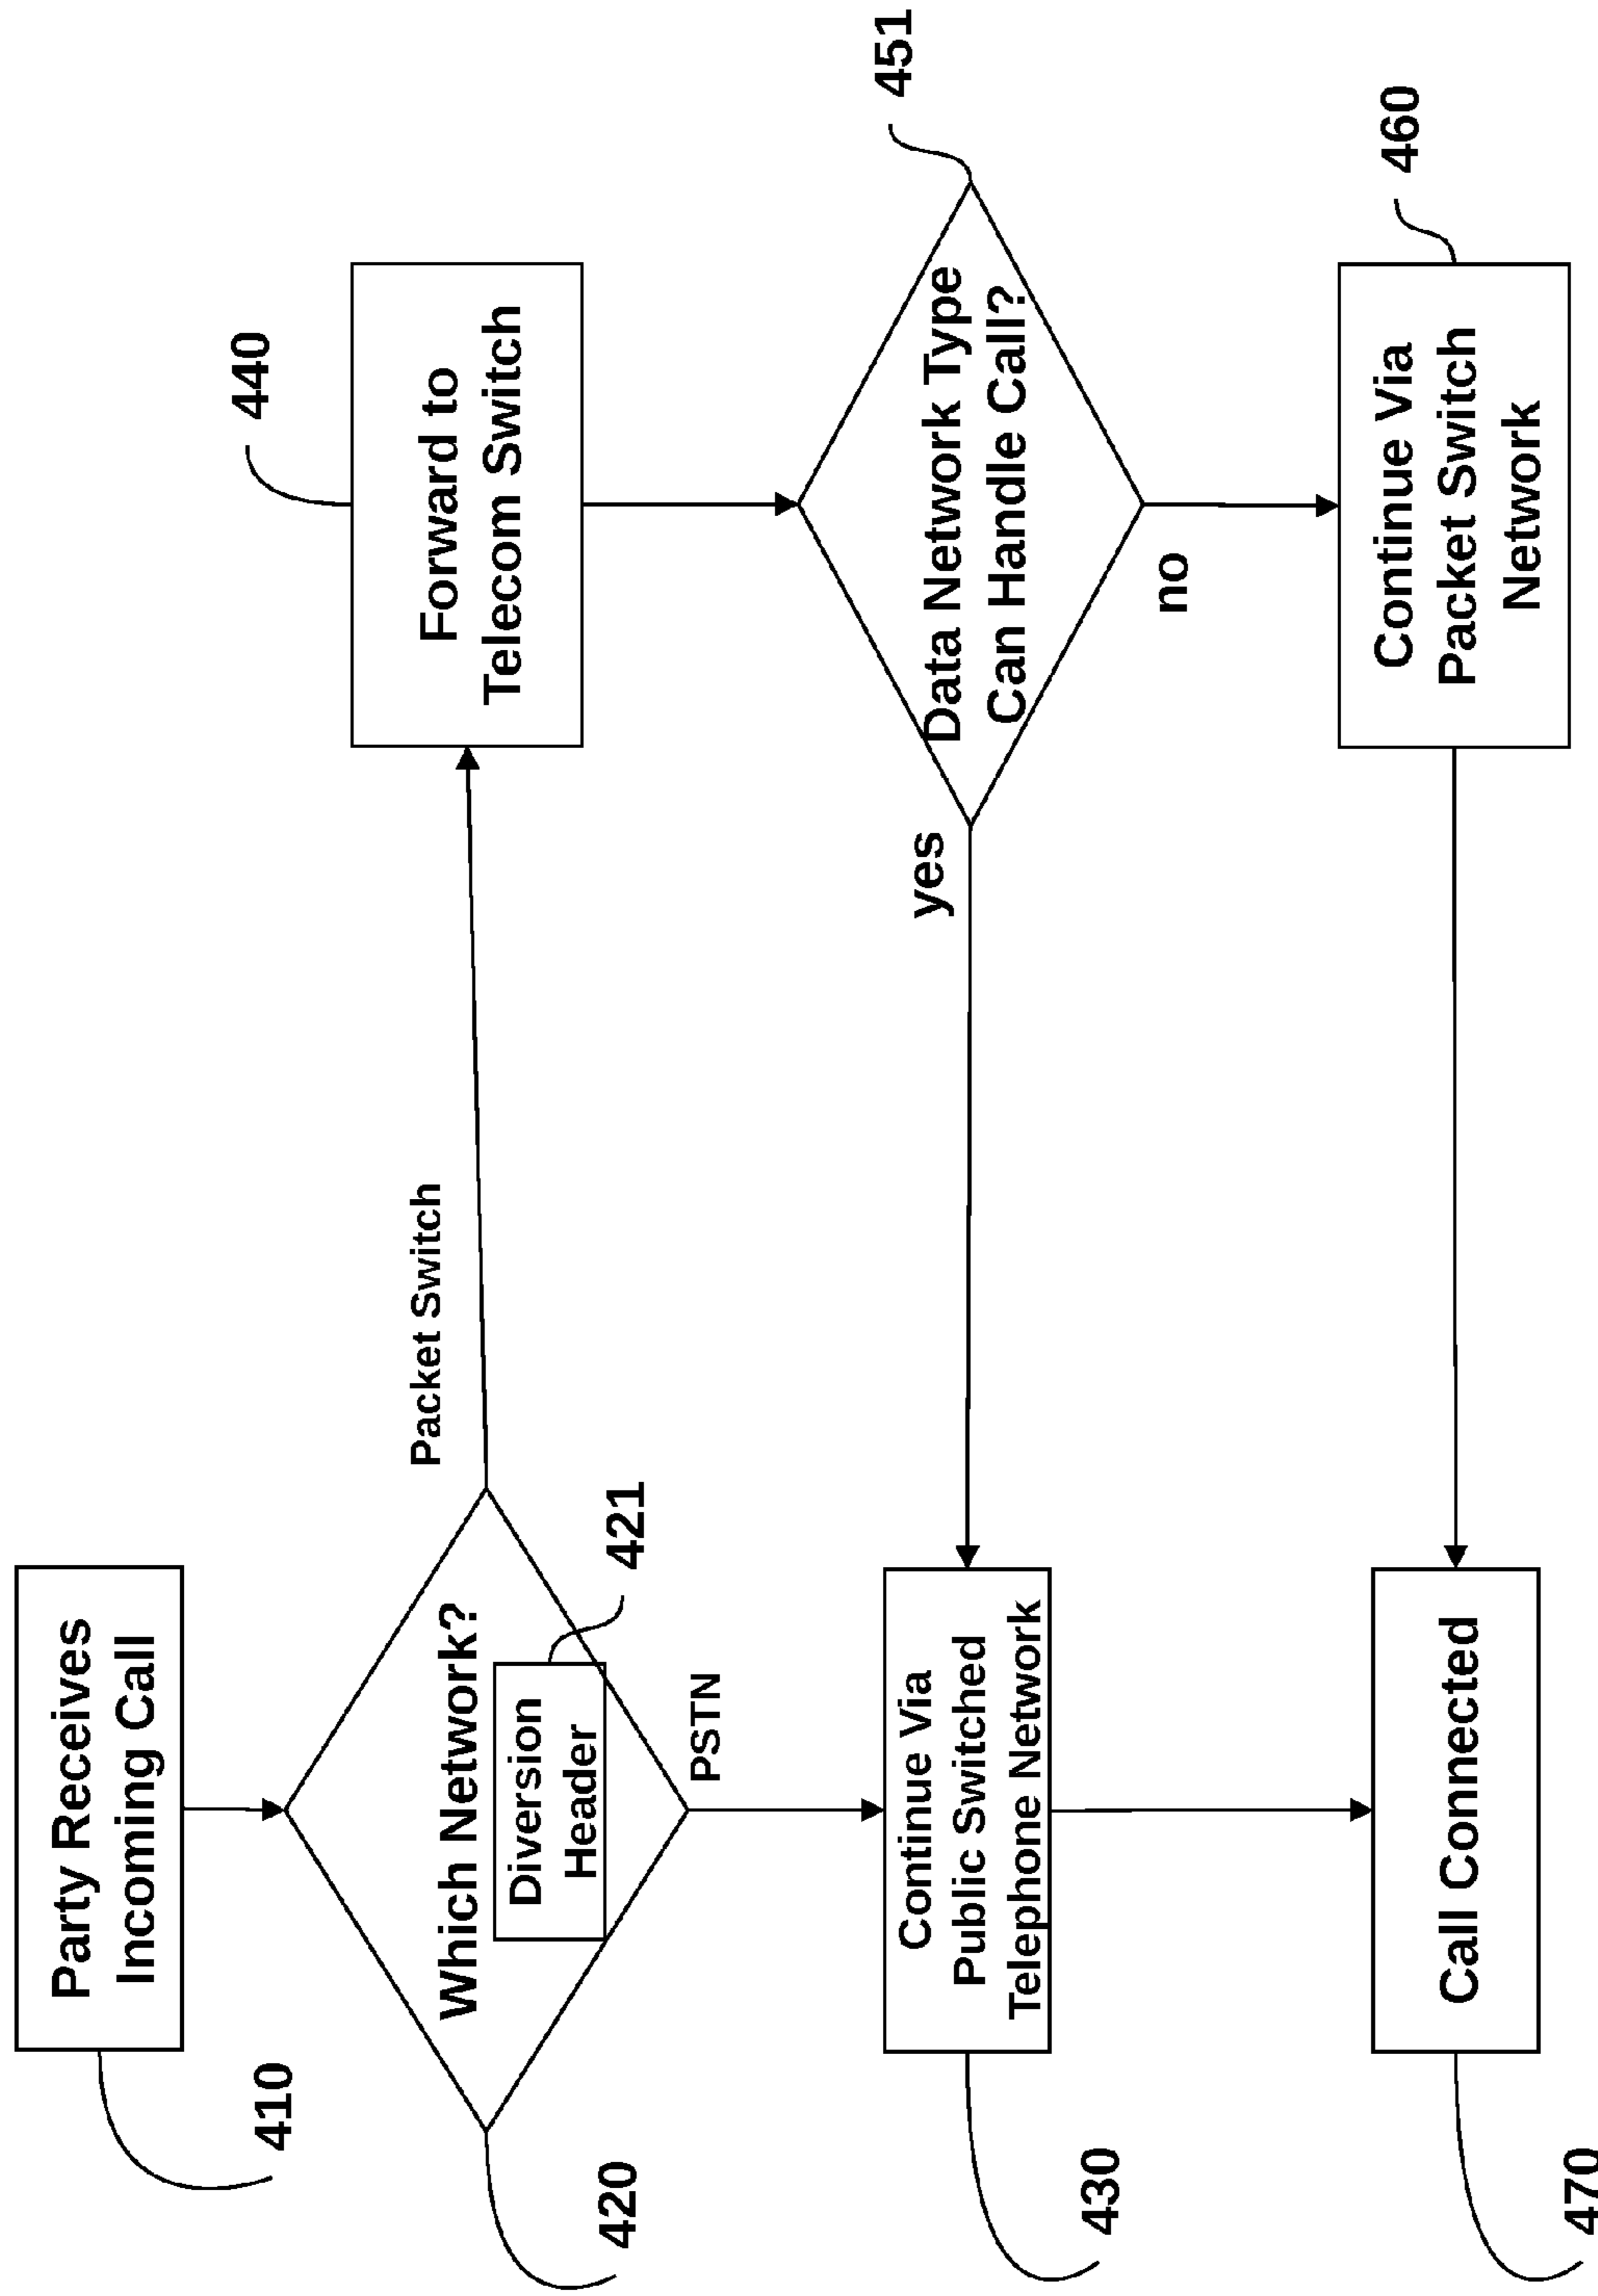 Party Receives
Incoming Call
410
Which Network?
Diversion
Header
421
420
Packet Switch
PSTN
Forward to
Telecom Switch
440
Data Network Type
Can Handle Call?
451
yes
no
Continue Via
Public Switched
Telephone Network
430
Continue Via
Packet Switch
Network
460
Call Connected
470